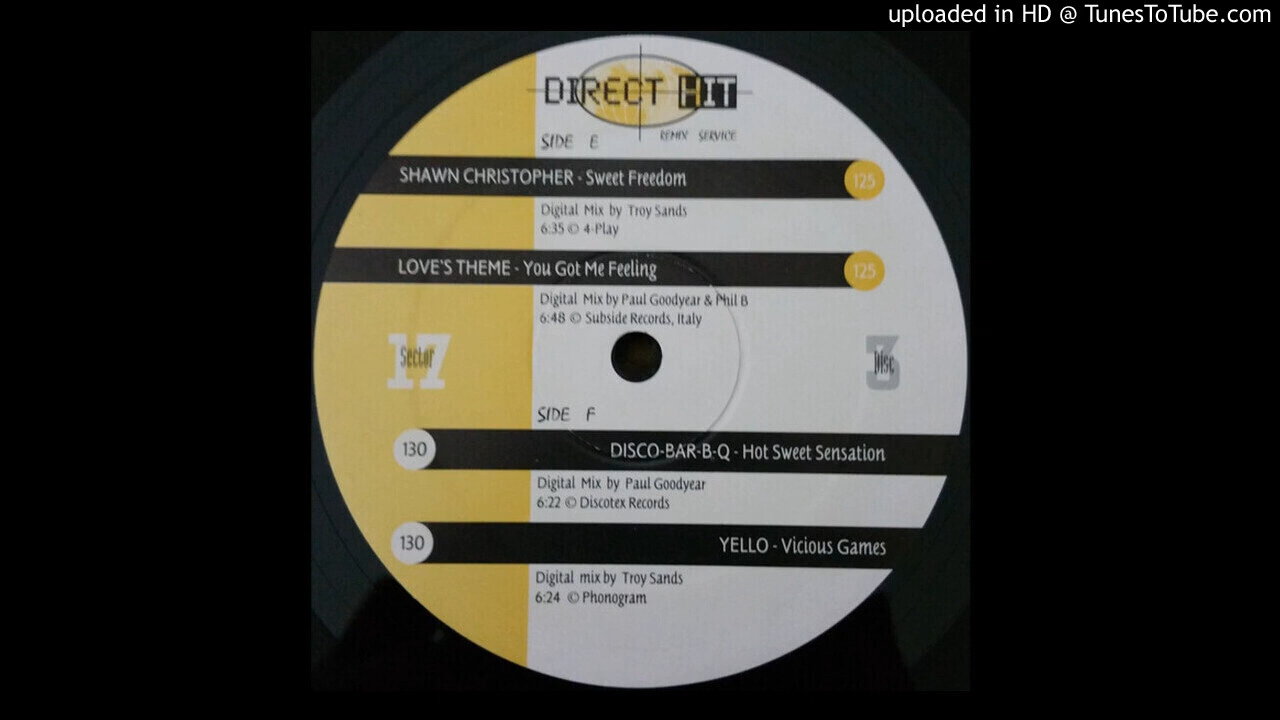 uploaded in HD @ TunesToTube.com
DIRECT HIT
REMIX SERVICE
SIDE E
SHAWN CHRISTOPHER - Sweet Freedom 125
Digital Mix by Troy Sands
6:35 © 4-Play
LOVE'S THEME - You Got Me Feeling 125
Digital Mix by Paul Goodyear & Phil B
6:48 © Subside Records, Italy
17 Sector
3 Disc
SIDE F
130 DISCO-BAR-B-Q - Hot Sweet Sensation
Digital Mix by Paul Goodyear
6:22 © Discotex Records
130 YELLO - Vicious Games
Digital mix by Troy Sands
6:24 © Phonogram